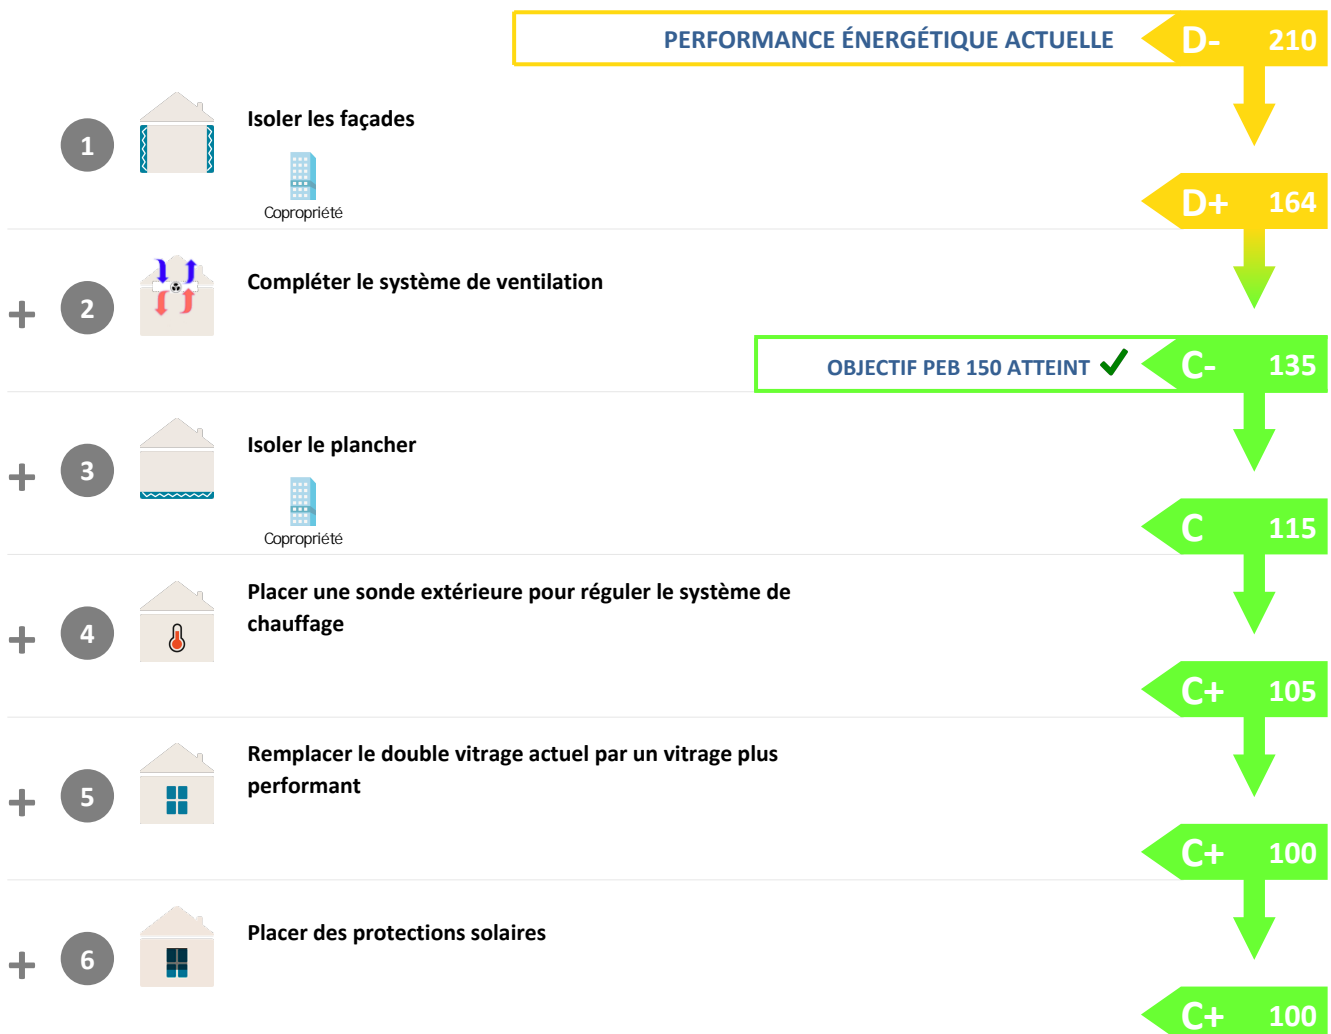 PERFORMANCE ÉNERGÉTIQUE ACTUELLE D- 210
1 Isoler les façades
Copropriété
D+ 164
+ 2 Compléter le système de ventilation
OBJECTIF PEB 150 ATTEINT ✓ C- 135
+ 3 Isoler le plancher
Copropriété
C 115
+ 4 Placer une sonde extérieure pour réguler le système de
chauffage
C+ 105
+ 5 Remplacer le double vitrage actuel par un vitrage plus
performant
C+ 100
+ 6 Placer des protections solaires
C+ 100